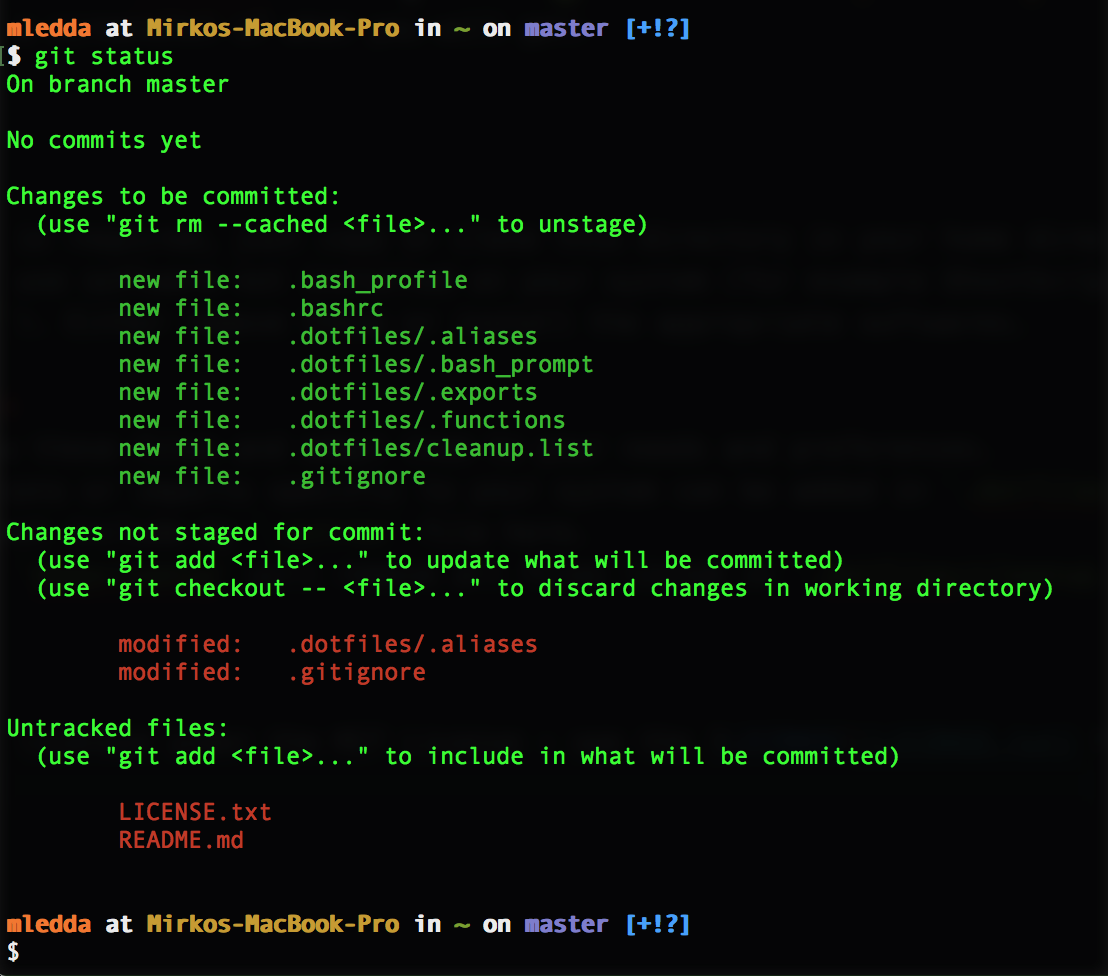 mledda at Mirkos-MacBook-Pro in ~ on master [+!?]
$ git status
On branch master

No commits yet

Changes to be committed:
  (use "git rm --cached <file>..." to unstage)

        new file:   .bash_profile
        new file:   .bashrc
        new file:   .dotfiles/.aliases
        new file:   .dotfiles/.bash_prompt
        new file:   .dotfiles/.exports
        new file:   .dotfiles/.functions
        new file:   .dotfiles/cleanup.list
        new file:   .gitignore

Changes not staged for commit:
  (use "git add <file>..." to update what will be committed)
  (use "git checkout -- <file>..." to discard changes in working directory)

        modified:   .dotfiles/.aliases
        modified:   .gitignore

Untracked files:
  (use "git add <file>..." to include in what will be committed)

        LICENSE.txt
        README.md

mledda at Mirkos-MacBook-Pro in ~ on master [+!?]
$